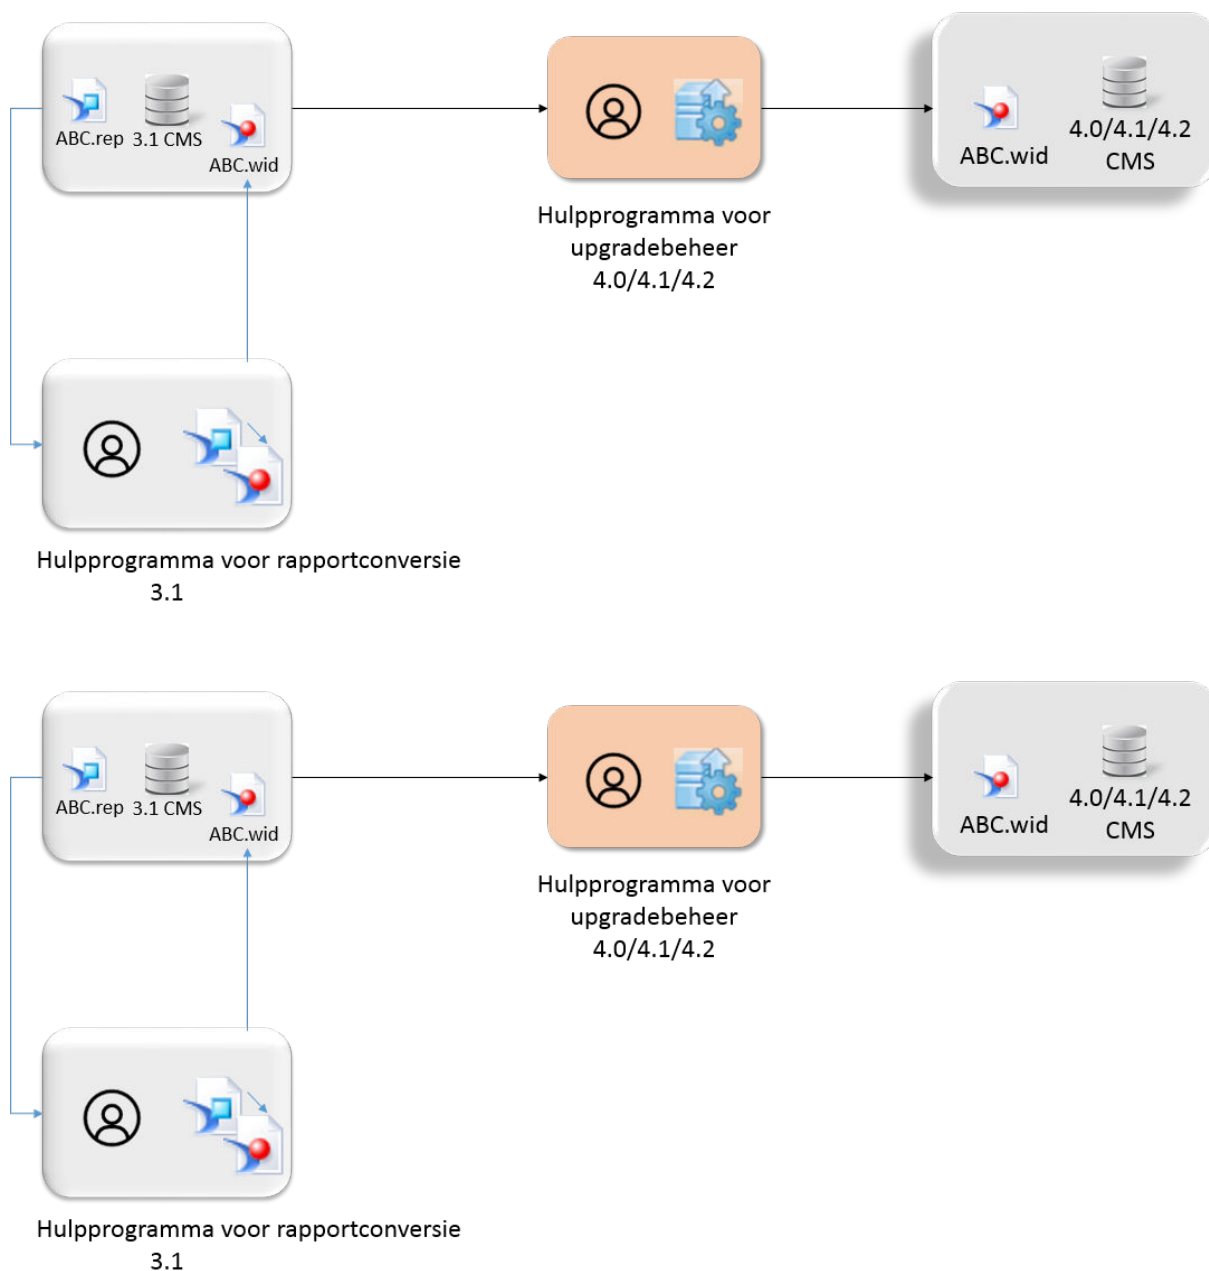 ABC.rep
3.1 CMS
ABC.wid
Hulpprogramma voor
upgradebeheer
4.0/4.1/4.2
ABC.wid
4.0/4.1/4.2
CMS
Hulpprogramma voor rapportconversie
3.1
ABC.rep
3.1 CMS
ABC.wid
Hulpprogramma voor
upgradebeheer
4.0/4.1/4.2
ABC.wid
4.0/4.1/4.2
CMS
Hulpprogramma voor rapportconversie
3.1